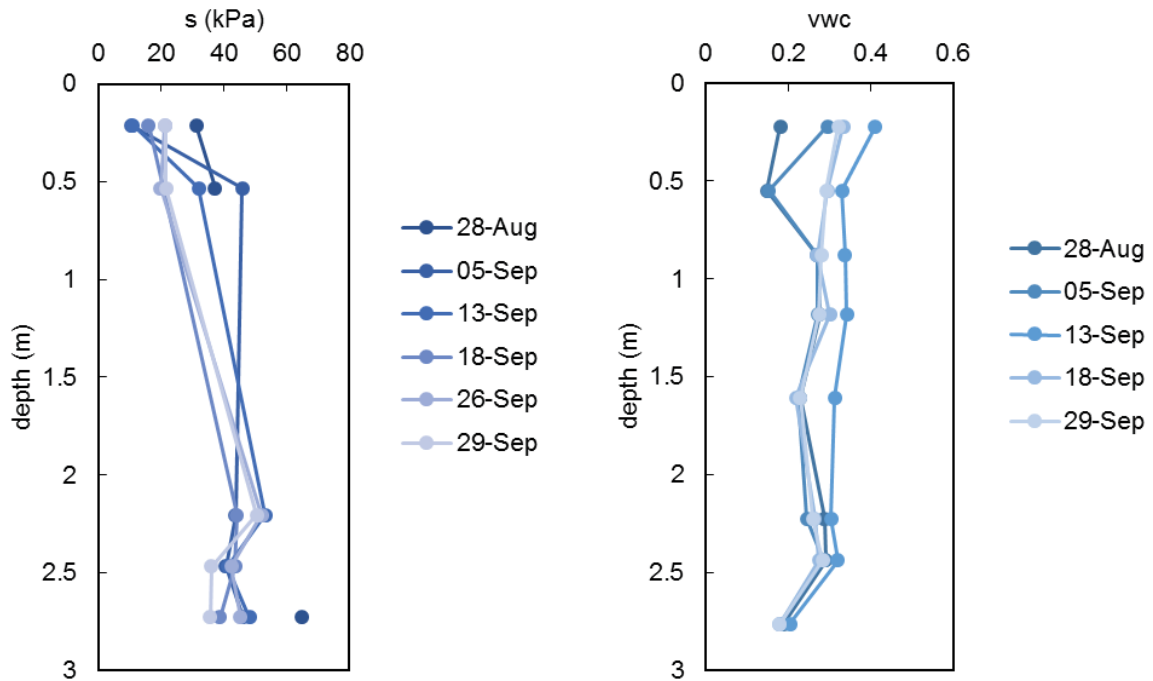 s (kPa)
0 20 40 60 80
0
0.5
1
1.5
2
2.5
3
depth (m)
28-Aug
05-Sep
13-Sep
18-Sep
26-Sep
29-Sep
vwc
0 0.2 0.4 0.6
0
0.5
1
1.5
2
2.5
3
depth (m)
28-Aug
05-Sep
13-Sep
18-Sep
29-Sep